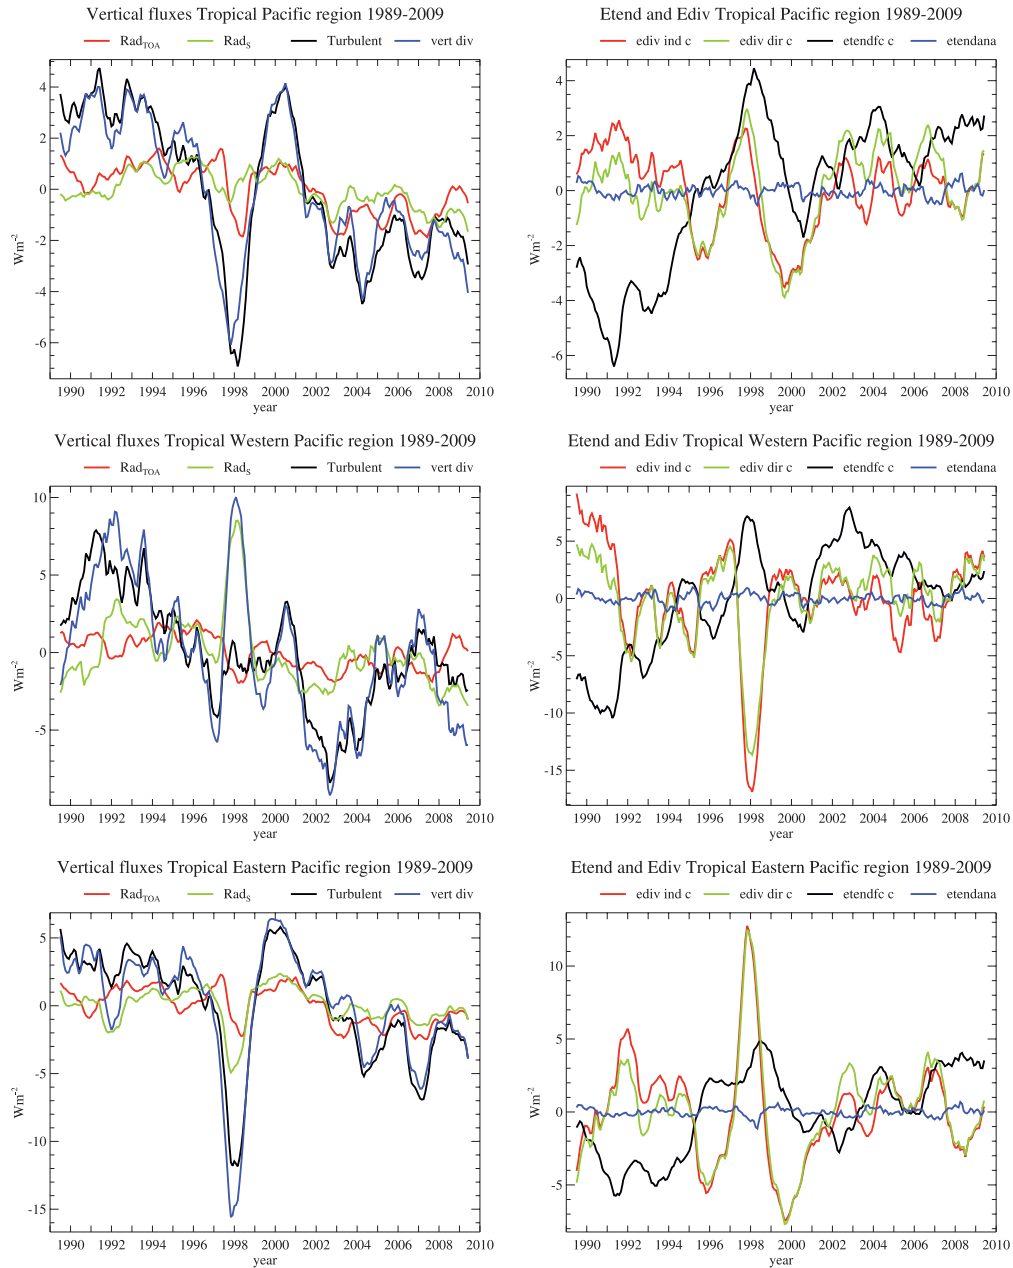 Vertical fluxes Tropical Pacific region 1989-2009
Rad_TOA Rad_S Turbulent vert div
4
2
0
-2
-4
-6
Wm⁻²
1990 1992 1994 1996 1998 2000 2002 2004 2006 2008 2010
year
Etend and Ediv Tropical Pacific region 1989-2009
ediv ind c ediv dir c etendfc c etendana
4
2
0
-2
-4
-6
Wm⁻²
1990 1992 1994 1996 1998 2000 2002 2004 2006 2008 2010
year
Vertical fluxes Tropical Western Pacific region 1989-2009
Rad_TOA Rad_S Turbulent vert div
10
5
0
-5
Wm⁻²
1990 1992 1994 1996 1998 2000 2002 2004 2006 2008 2010
year
Etend and Ediv Tropical Western Pacific region 1989-2009
ediv ind c ediv dir c etendfc c etendana
5
0
-5
-10
-15
Wm⁻²
1990 1992 1994 1996 1998 2000 2002 2004 2006 2008 2010
year
Vertical fluxes Tropical Eastern Pacific region 1989-2009
Rad_TOA Rad_S Turbulent vert div
5
0
-5
-10
-15
Wm⁻²
1990 1992 1994 1996 1998 2000 2002 2004 2006 2008 2010
year
Etend and Ediv Tropical Eastern Pacific region 1989-2009
ediv ind c ediv dir c etendfc c etendana
10
5
0
-5
Wm⁻²
1990 1992 1994 1996 1998 2000 2002 2004 2006 2008 2010
year